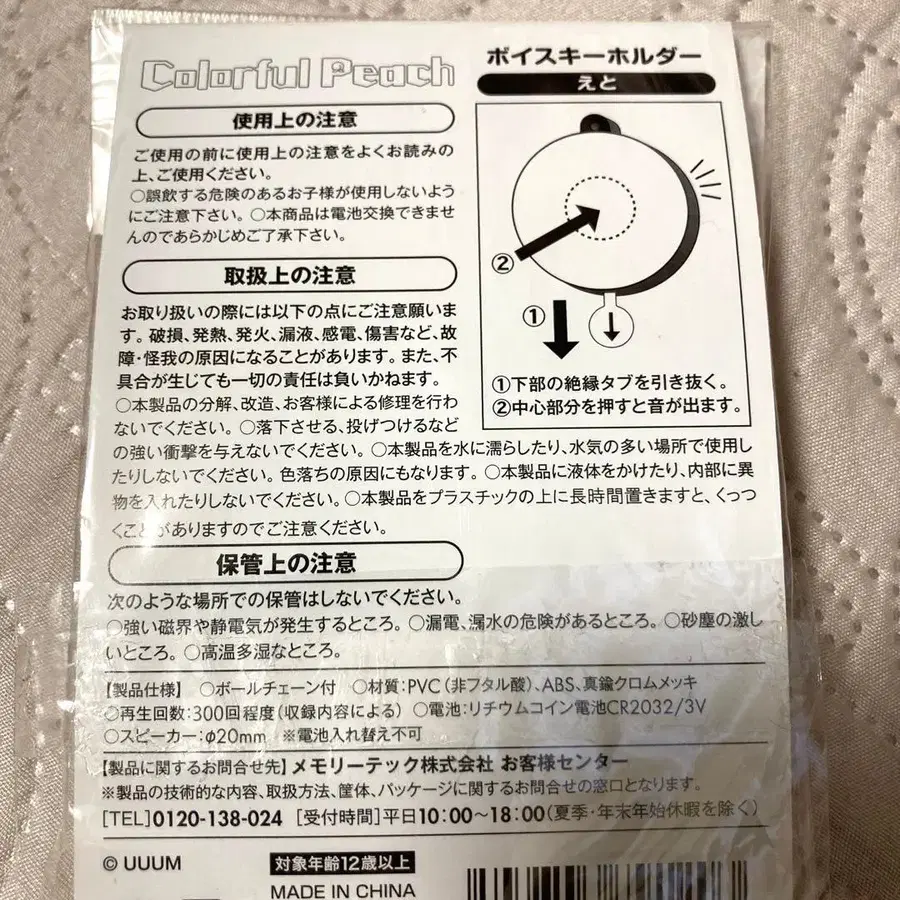 Colorful Peach
ボイスキーホルダー
えと
使用上の注意
ご使用の前に使用上の注意をよくお読みの
上、ご使用ください。
○誤飲する危険のあるお子様が使用しないよう
にご注意下さい。○本商品は電池交換できませ
んのであらかじめご了承下さい。
②
①
①下部の絶縁タブを引き抜く。
②中心部分を押すと音が出ます。
取扱上の注意
お取り扱いの際には以下の点にご注意願いま
す。破損、発熱、発火、漏液、感電、傷害など、故
障・怪我の原因になることがあります。また、不
具合が生じても一切の責任は負いかねます。
○本製品の分解、改造、お客様による修理を行わ
ないでください。○落下させる、投げつけるなど
の強い衝撃を与えないでください。○本製品を水に濡らしたり、水気の多い場所で使用し
たりしないでください。色落ちの原因にもなります。○本製品に液体をかけたり、内部に異
物を入れたりしないでください。○本製品をプラスチックの上に長時間置きますと、くっつ
くことがありますのでご注意ください。
保管上の注意
次のような場所での保管はしないでください。
○強い磁界や静電気が発生するところ。○漏電、漏水の危険があるところ。○砂塵の激し
いところ。○高温多湿なところ。
【製品仕様】 ○ボールチェーン付 ○材質:PVC(非フタル酸)、ABS、真鍮クロムメッキ
○再生回数:300回程度(収録内容による) ○電池:リチウムコイン電池CR2032/3V
○スピーカー:φ20mm ※電池入れ替え不可
【製品に関するお問合せ先】メモリーテック株式会社 お客様センター
※製品の技術的な内容、取扱方法、筐体、パッケージに関するお問合せの窓口となります。
[TEL]0120-138-024 [受付時間]平日10:00〜18:00(夏季・年末年始休暇を除く)
© UUUM
対象年齢12歳以上
MADE IN CHINA